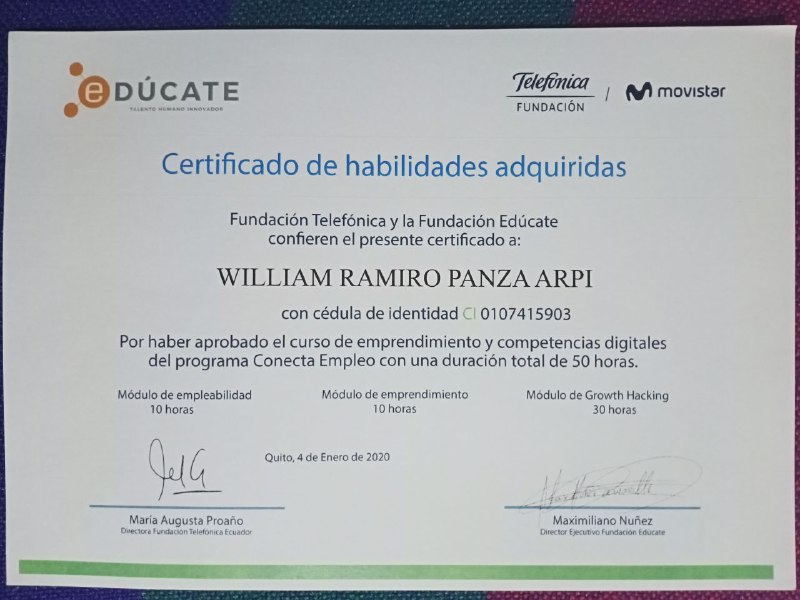 eDÚCATE
TALENTO HUMANO INNOVADOR
Telefónica
FUNDACIÓN
/ movistar
Certificado de habilidades adquiridas
Fundación Telefónica y la Fundación Edúcate
confieren el presente certificado a:
WILLIAM RAMIRO PANZA ARPI
con cédula de identidad CI 0107415903
Por haber aprobado el curso de emprendimiento y competencias digitales
del programa Conecta Empleo con una duración total de 50 horas.
Módulo de empleabilidad
10 horas
Módulo de emprendimiento
10 horas
Módulo de Growth Hacking
30 horas
Quito, 4 de Enero de 2020
María Augusta Proaño
Directora Fundación Telefónica Ecuador
Maximiliano Nuñez
Director Ejecutivo Fundación Edúcate